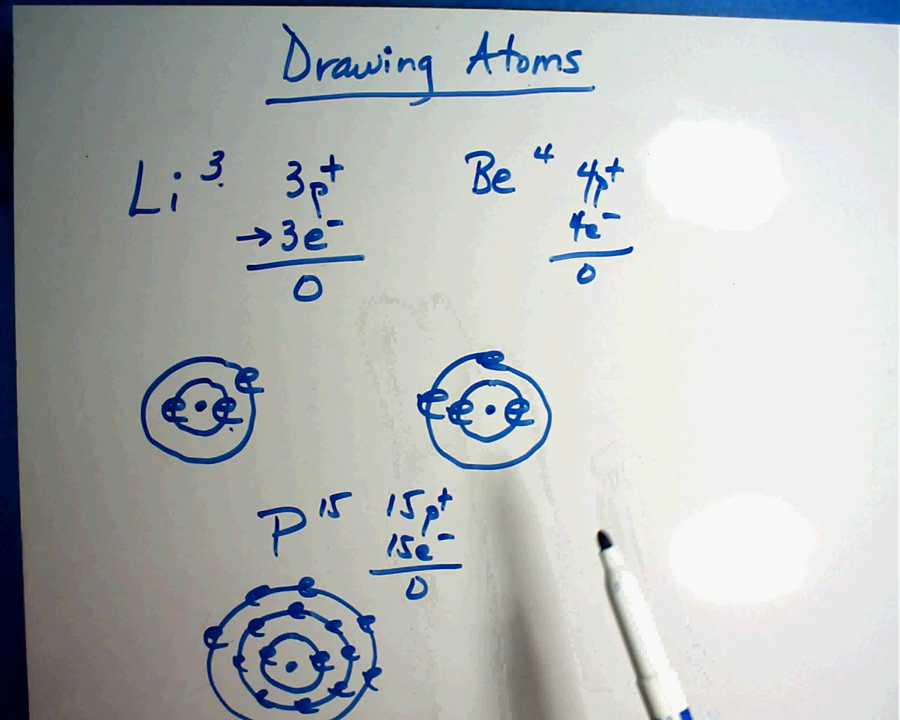 Drawing Atoms
Li 3 3p+
→3e-
0
Be 4 4p+
4e-
0
e e e
e e e e
P 15 15p+
15e-
0
e e
e e e e e
e e e e
e e e e